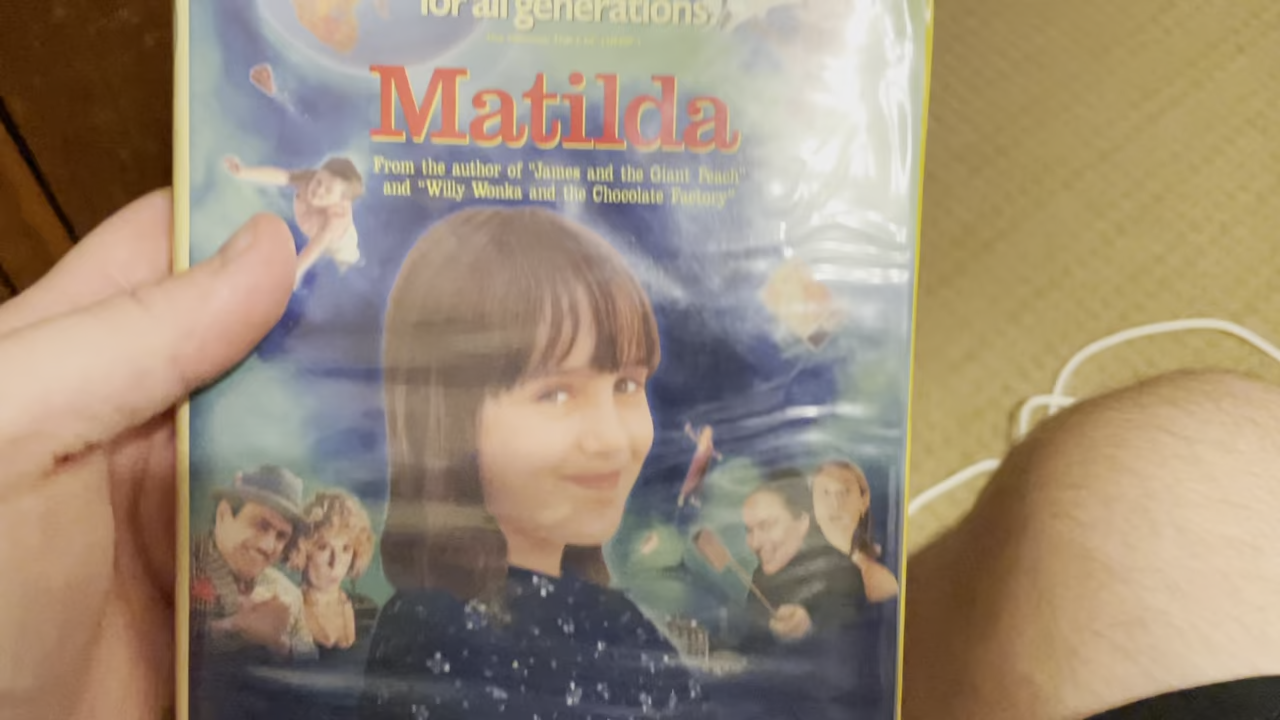 for all generations.
Matilda
From the author of "James and the Giant Peach"
and "Willy Wonka and the Chocolate Factory"